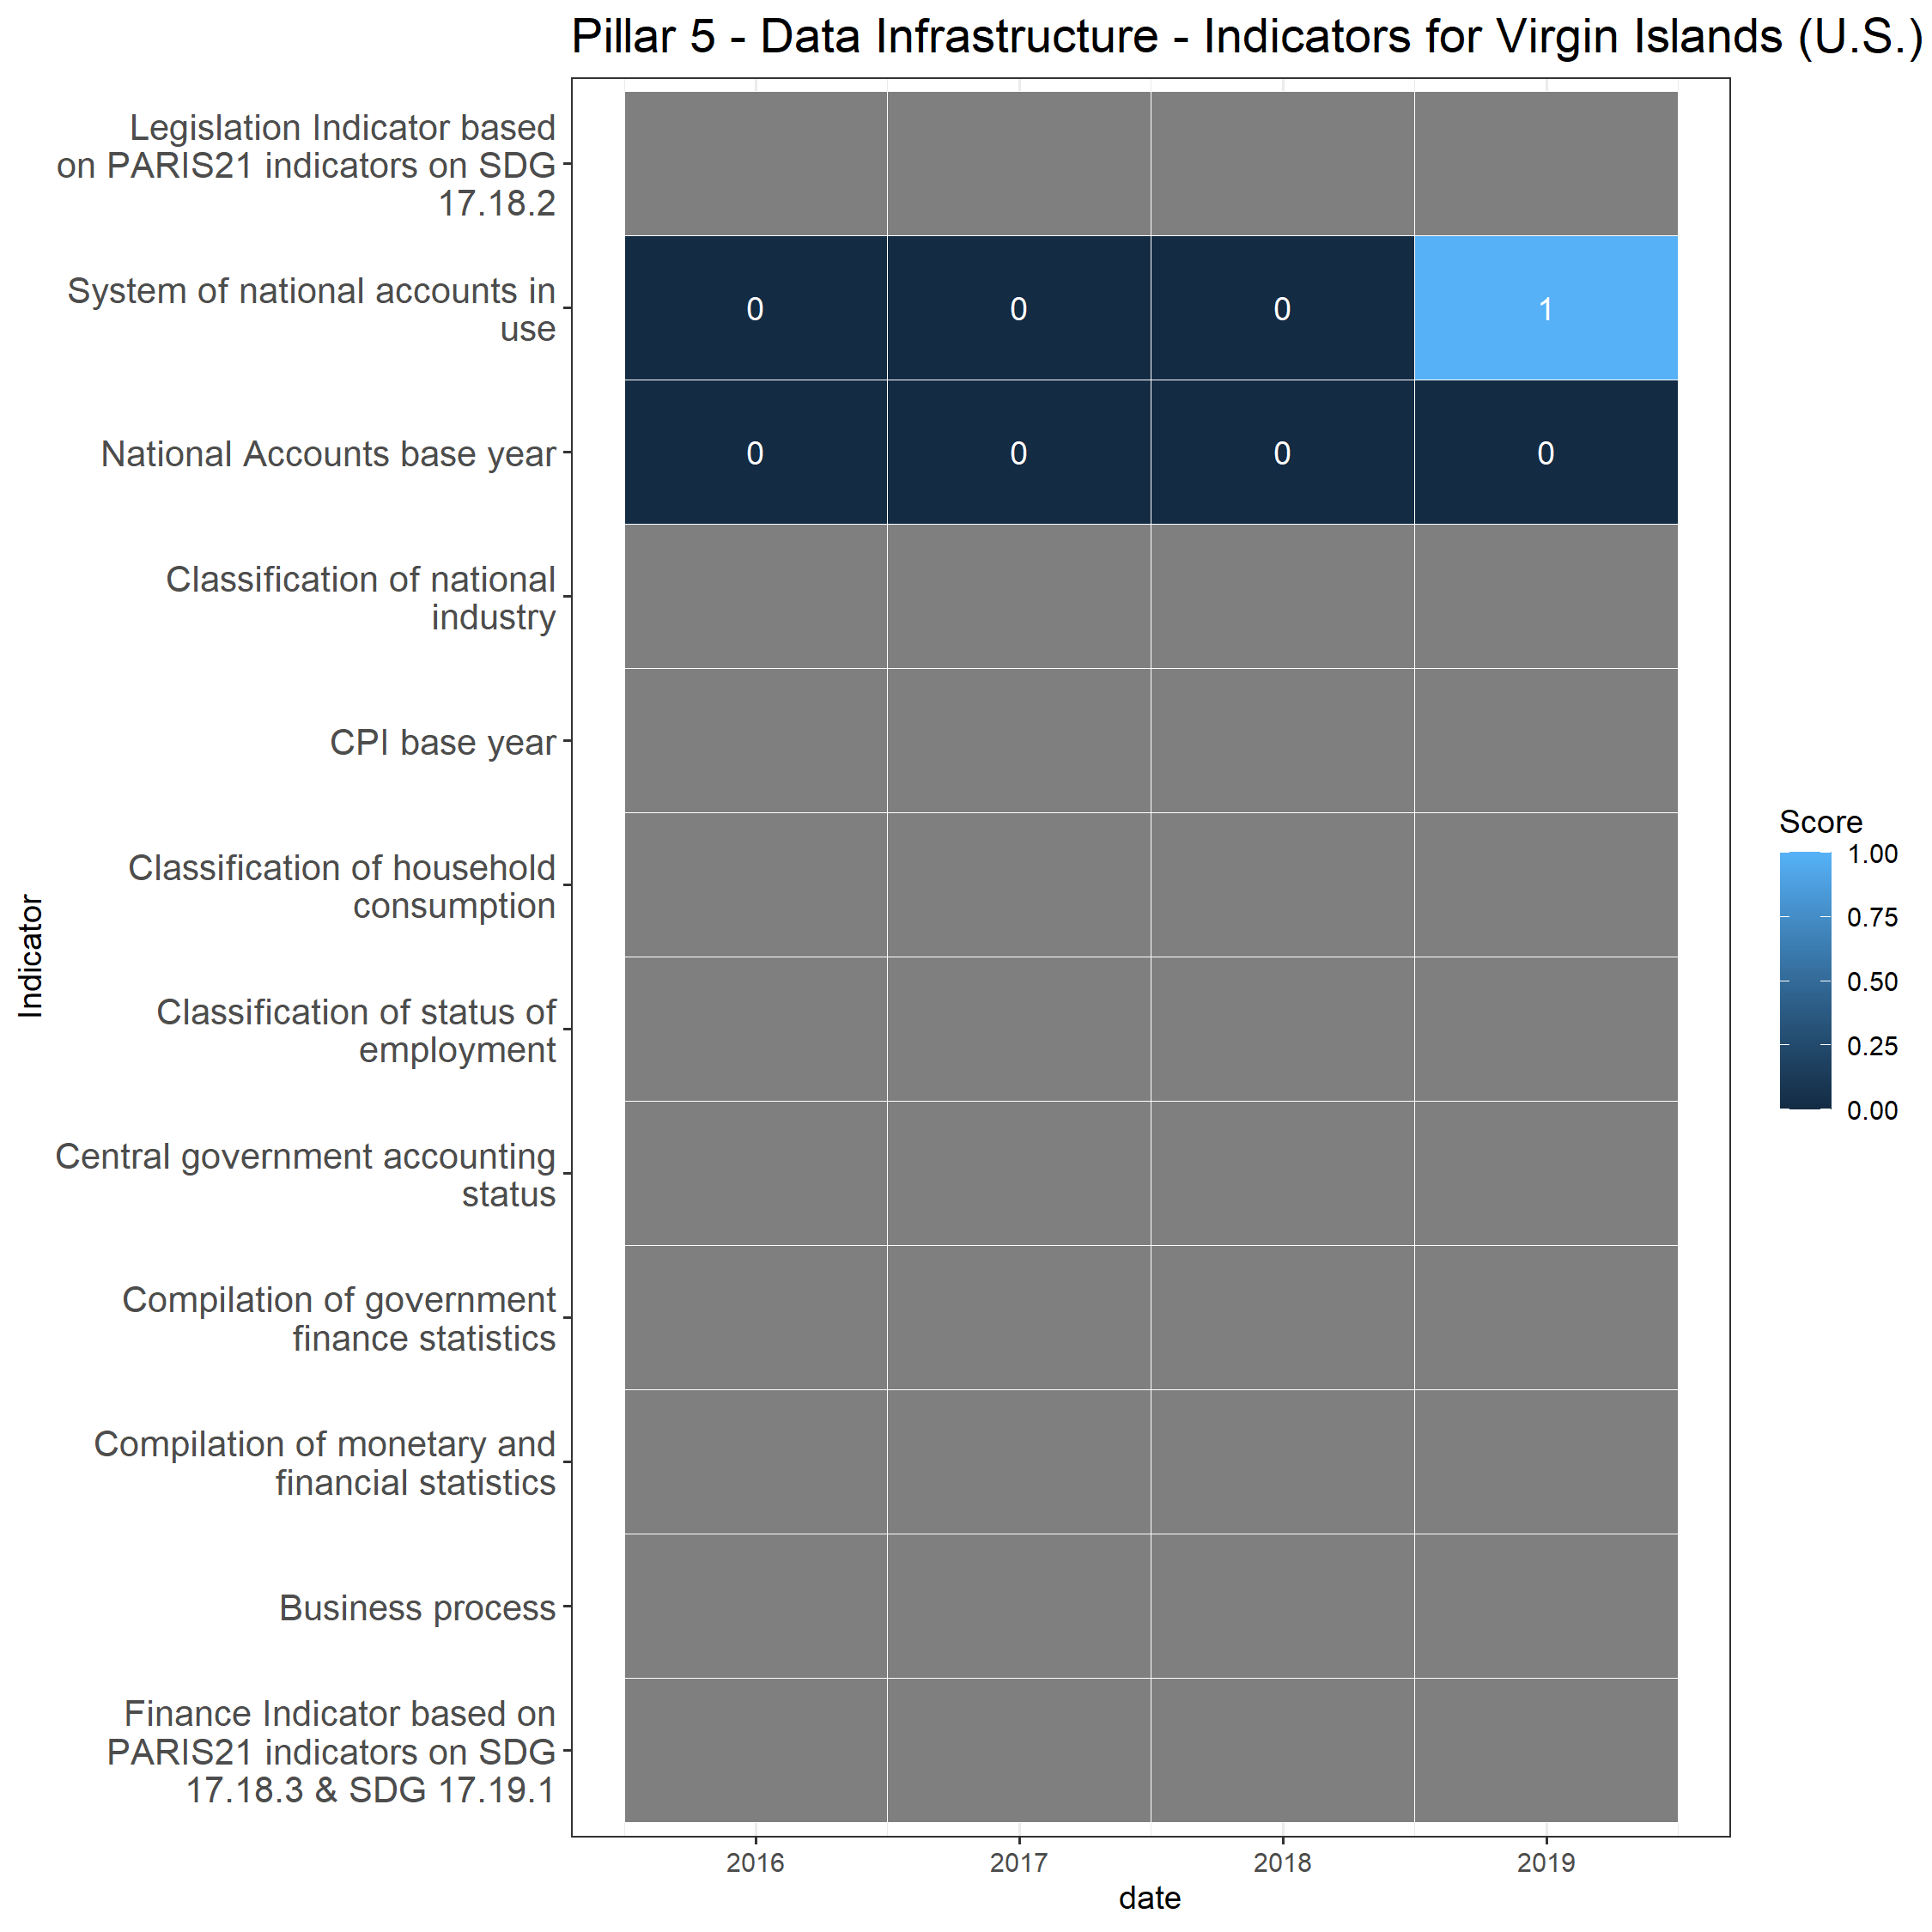 Pillar 5 - Data Infrastructure - Indicators for Virgin Islands (U.S.)
Indicator
Legislation Indicator based
on PARIS21 indicators on SDG
17.18.2
System of national accounts in
use
0 0 0 1
National Accounts base year
0 0 0 0
Classification of national
industry
CPI base year
Classification of household
consumption
Classification of status of
employment
Central government accounting
status
Compilation of government
finance statistics
Compilation of monetary and
financial statistics
Business process
Finance Indicator based on
PARIS21 indicators on SDG
17.18.3 & SDG 17.19.1
2016 2017 2018 2019
date
Score
1.00
0.75
0.50
0.25
0.00